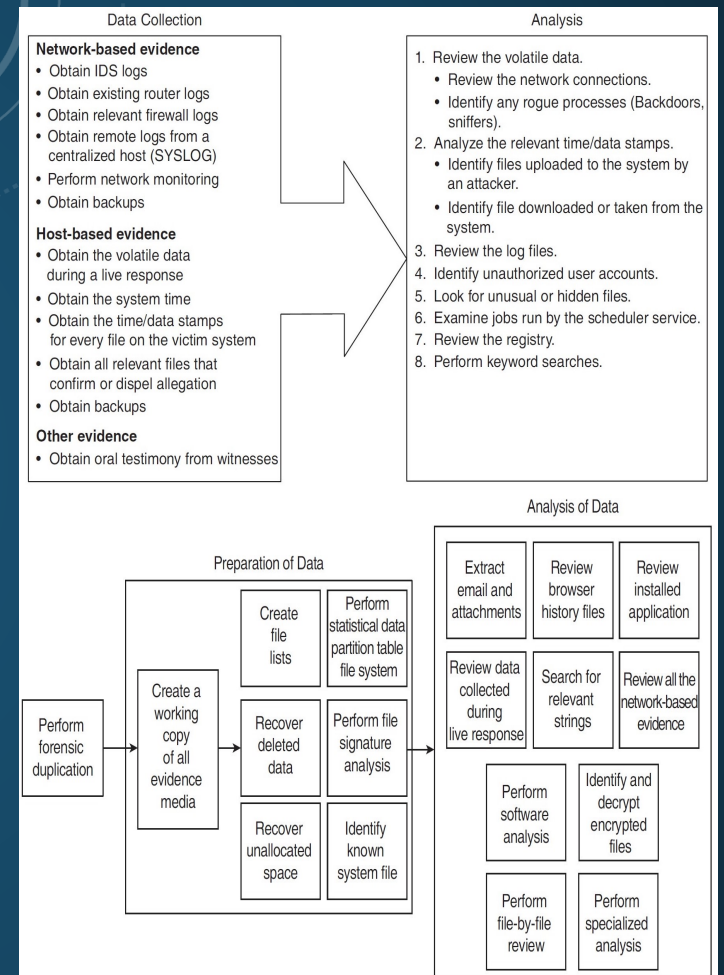 Data Collection
Network-based evidence
• Obtain IDS logs
• Obtain existing router logs
• Obtain relevant firewall logs
• Obtain remote logs from a
centralized host (SYSLOG)
• Perform network monitoring
• Obtain backups
Host-based evidence
• Obtain the volatile data
during a live response
• Obtain the system time
• Obtain the time/data stamps
for every file on the victim system
• Obtain all relevant files that
confirm or dispel allegation
• Obtain backups
Other evidence
• Obtain oral testimony from witnesses
Analysis
1. Review the volatile data.
• Review the network connections.
• Identify any rogue processes (Backdoors,
sniffers).
2. Analyze the relevant time/data stamps.
• Identify files uploaded to the system by
an attacker.
• Identify file downloaded or taken from the
system.
3. Review the log files.
4. Identify unauthorized user accounts.
5. Look for unusual or hidden files.
6. Examine jobs run by the scheduler service.
7. Review the registry.
8. Perform keyword searches.
Perform
forensic
duplication
Preparation of Data
Create a
working
copy
of all
evidence
media
Create
file
lists
Perform
statistical data
partition table
file system
Recover
deleted
data
Perform file
signature
analysis
Recover
unallocated
space
Identify
known
system file
Analysis of Data
Extract
email and
attachments
Review
browser
history files
Review
installed
application
Review data
collected
during
live response
Search for
relevant
strings
Review all the
network-based
evidence
Perform
software
analysis
Identify and
decrypt
encrypted
files
Perform
file-by-file
review
Perform
specialized
analysis